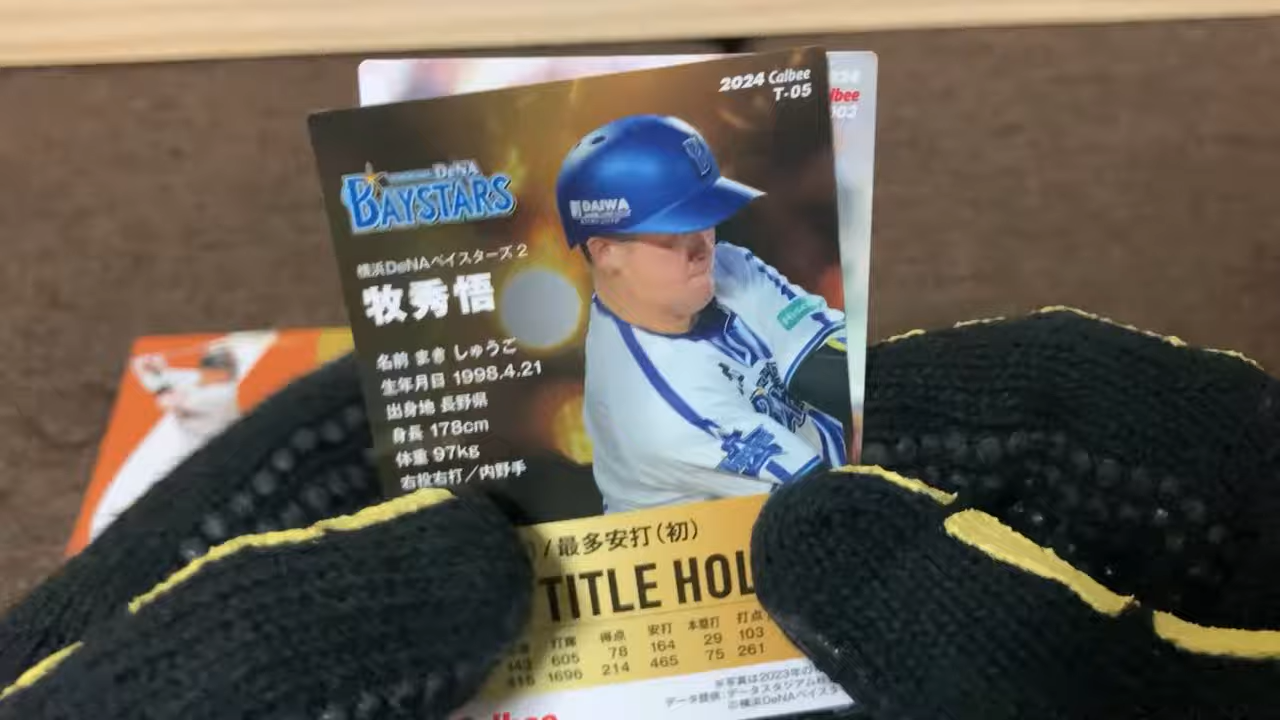 2024 Calbee
T-05
DeNA
BAYSTARS
DAIWA
横浜DeNAベイスターズ 2
牧秀悟
名前 まき しゅうご
生年月日 1998.4.21
出身地 長野県
身長 178cm
体重 97kg
右投右打／内野手
/最多安打(初)
TITLE HOL
打席 得点 安打 本塁打 打点
443 605 78 164 29 103
416 1696 214 465 75 261
※写真は2023年の
データ提供:データスタジアム
©横浜DeNAベイスタ
Calbee